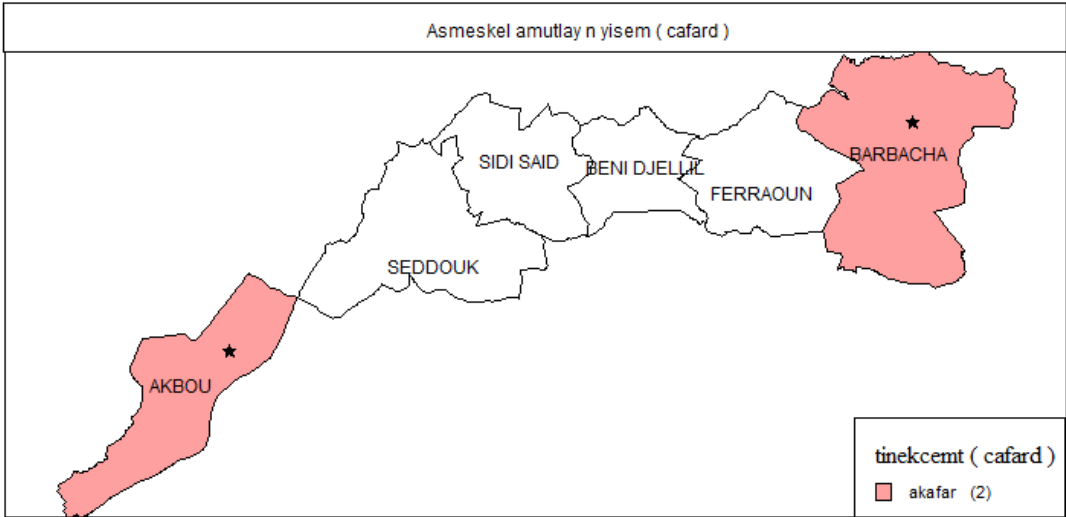 Asmeskel amutlay n yisem ( cafard )
BARBACHA
SIDI SAID
BENI DJELLIL
FERRAOUN
SEDDOUK
AKBOU
tinekcemt ( cafard )
akafar (2)